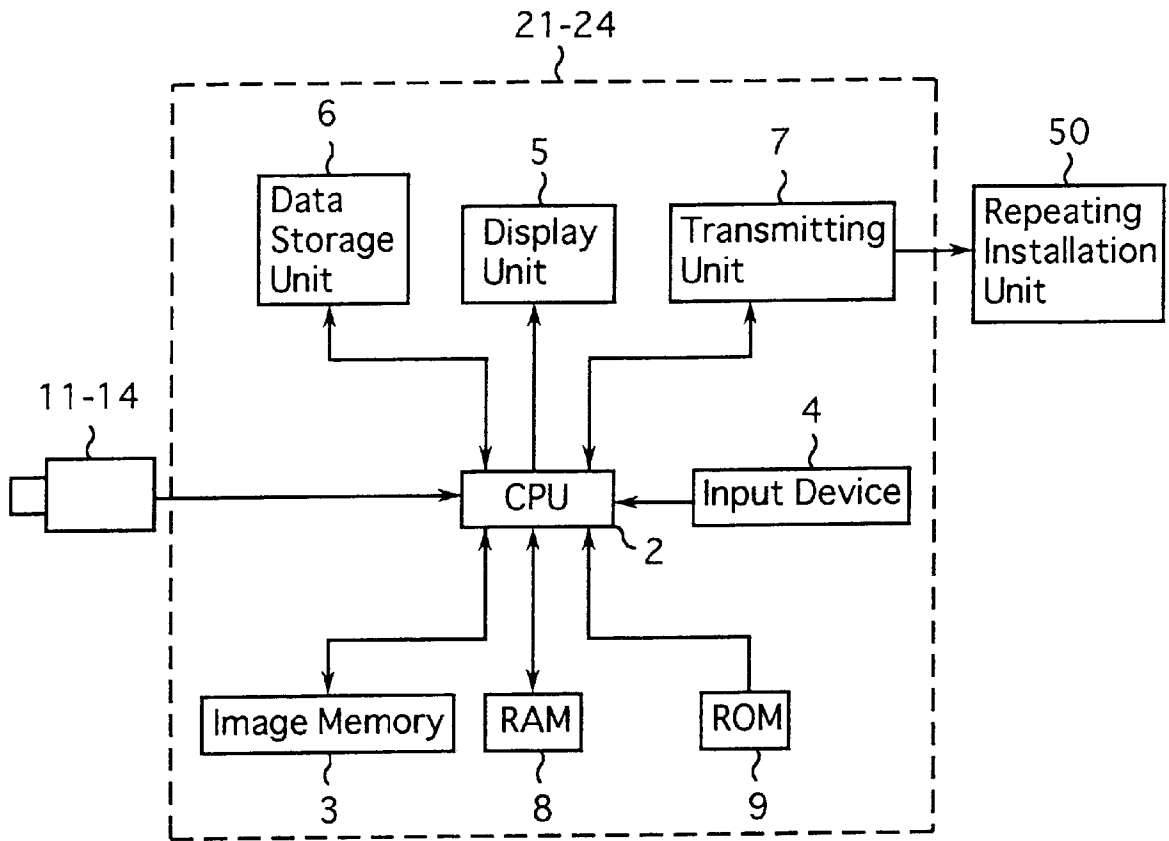 21-24
6
5
7
50
Data
Storage
Unit
Display
Unit
Transmitting
Unit
Repeating
Installation
Unit
11-14
4
CPU
Input Device
2
Image Memory
RAM
ROM
3
8
9